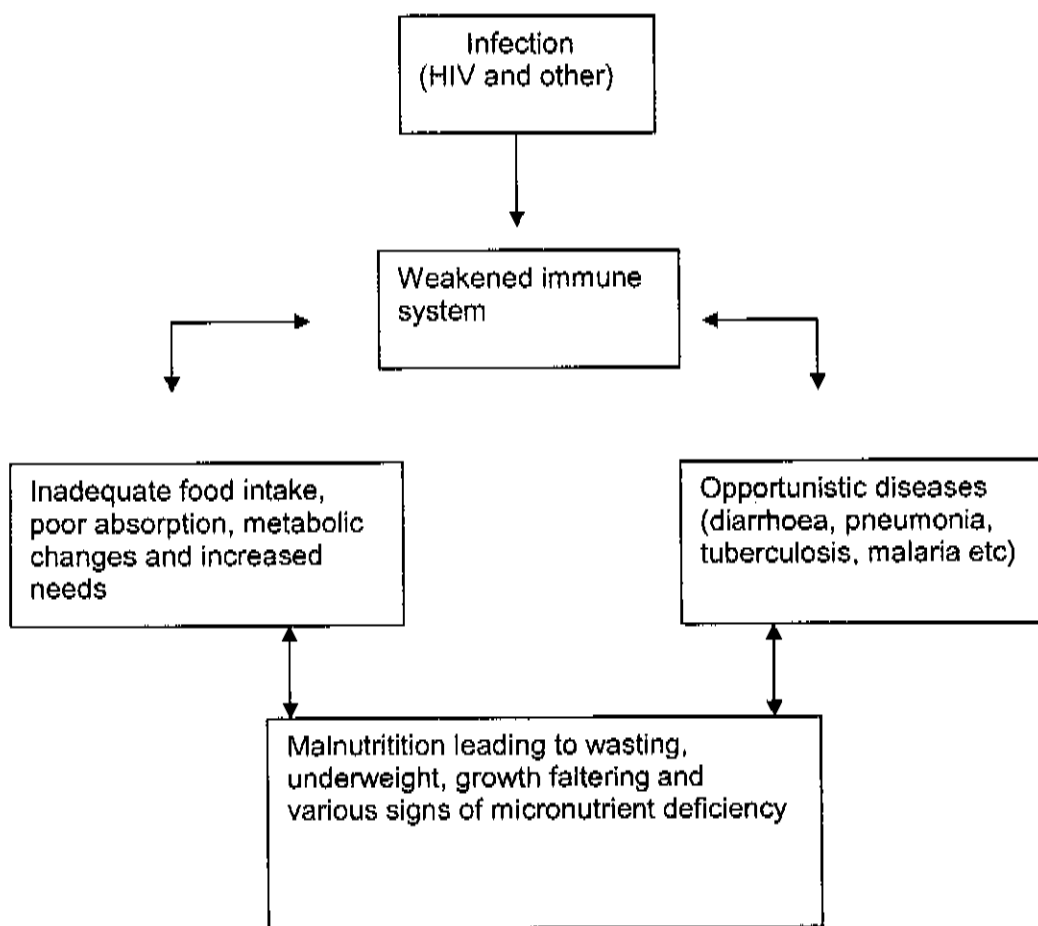 Infection
(HIV and other)
Weakened immune
system
Inadequate food intake,
poor absorption, metabolic
changes and increased
needs
Opportunistic diseases
(diarrhoea, pneumonia,
tuberculosis, malaria etc)
Malnutritition leading to wasting,
underweight, growth faltering and
various signs of micronutrient deficiency